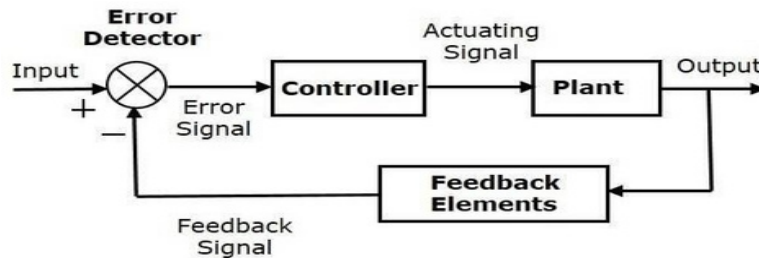 Error
Detector
Input
+
−
Error
Signal
Controller
Actuating
Signal
Plant
Output
Feedback
Elements
Feedback
Signal